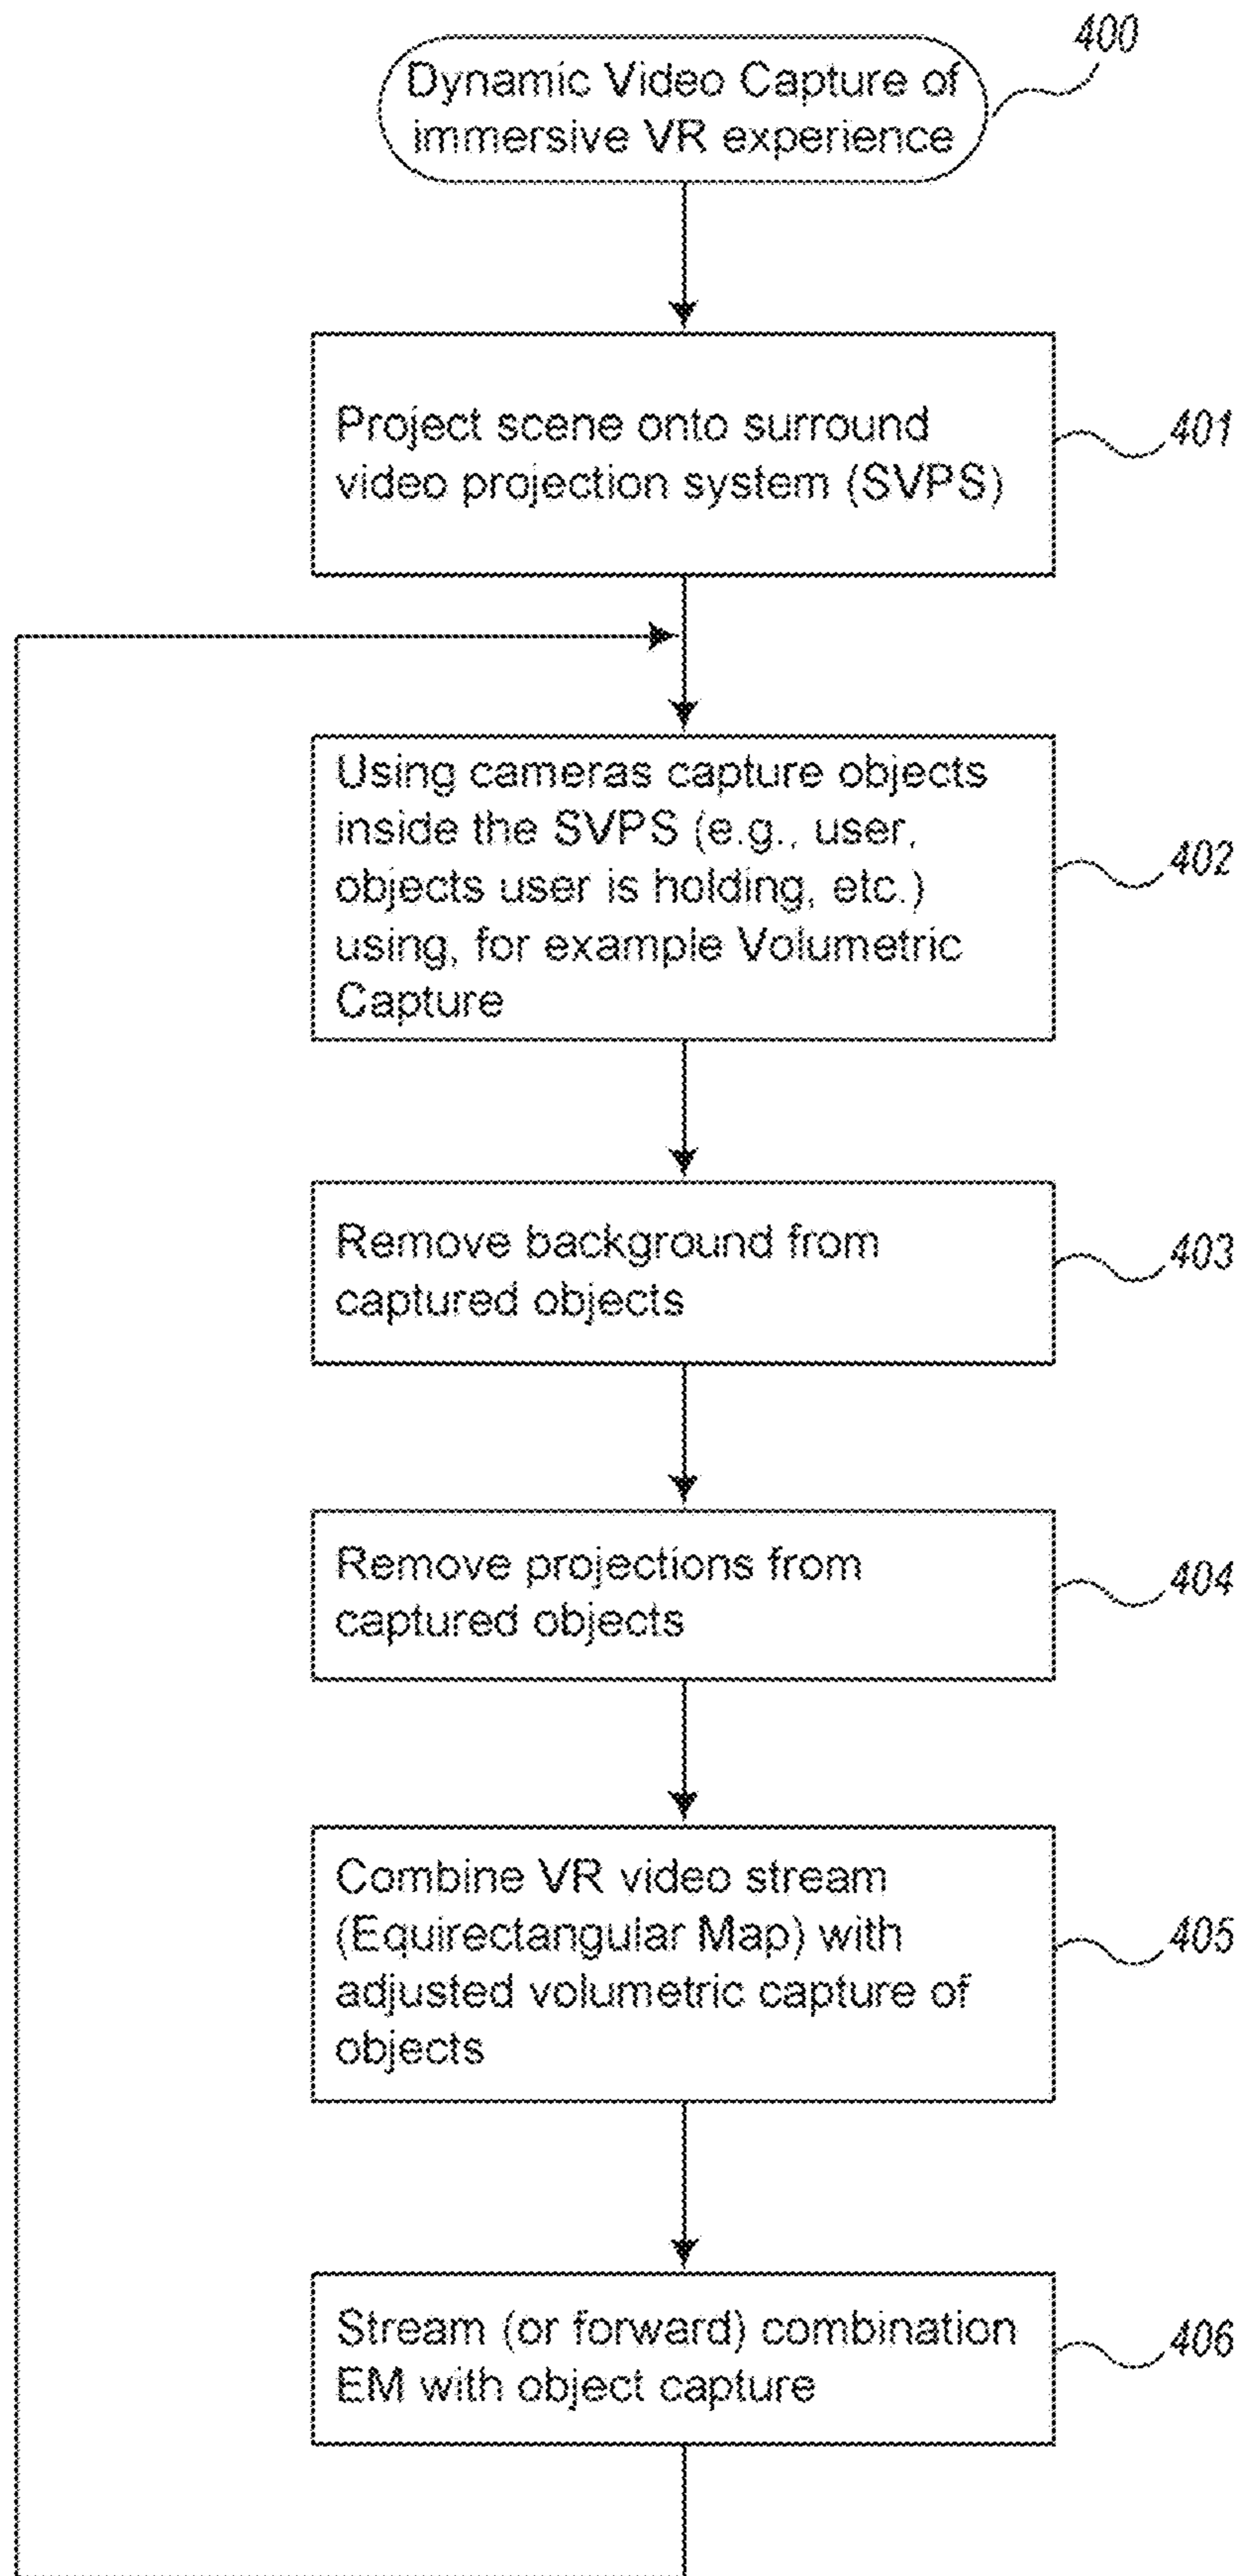 400
Dynamic Video Capture of
immersive VR experience
Project scene onto surround
video projection system (SVPS)
401
Using cameras capture objects
inside the SVPS (e.g., user,
objects user is holding, etc.)
using, for example Volumetric
Capture
402
Remove background from
captured objects
403
Remove projections from
captured objects
404
Combine VR video stream
(Equirectangular Map) with
adjusted volumetric capture of
objects
405
Stream (or forward) combination
EM with object capture
406